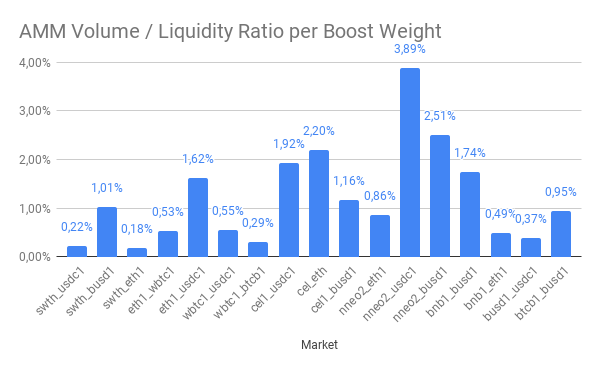 AMM Volume / Liquidity Ratio per Boost Weight
4,00%
3,00%
2,00%
1,00%
0,00%
0,22%
1,01%
0,18%
0,53%
1,62%
0,55%
0,29%
1,92%
2,20%
1,16%
0,86%
3,89%
2,51%
1,74%
0,49%
0,37%
0,95%
swth_usdc1
swth_busd1
swth_eth1
eth1_wbtc1
eth1_usdc1
wbtc1_usdc1
wbtc1_btcb1
cel1_usdc1
cel_eth
cel1_busd1
nneo2_eth1
nneo2_usdc1
nneo2_busd1
bnb1_busd1
bnb1_eth1
busd1_usdc1
btcb1_busd1
Market